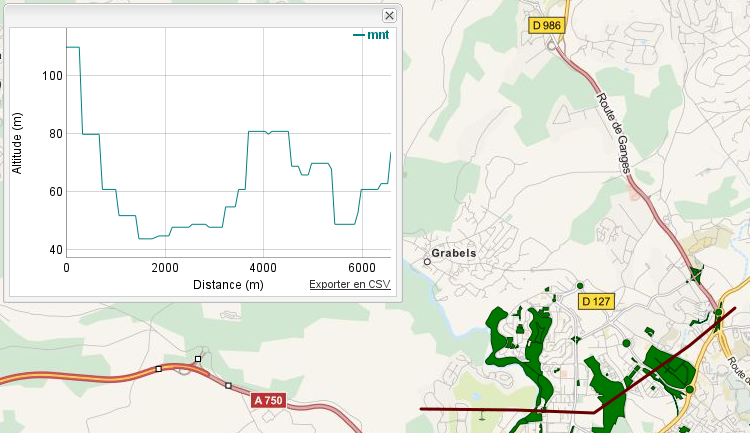 mnt
Altitude (m)
100
80
60
40
0
2000
4000
6000
Distance (m)
Exporter en CSV
D 986
Route de Ganges
Grabels
D 127
A 750
Route de